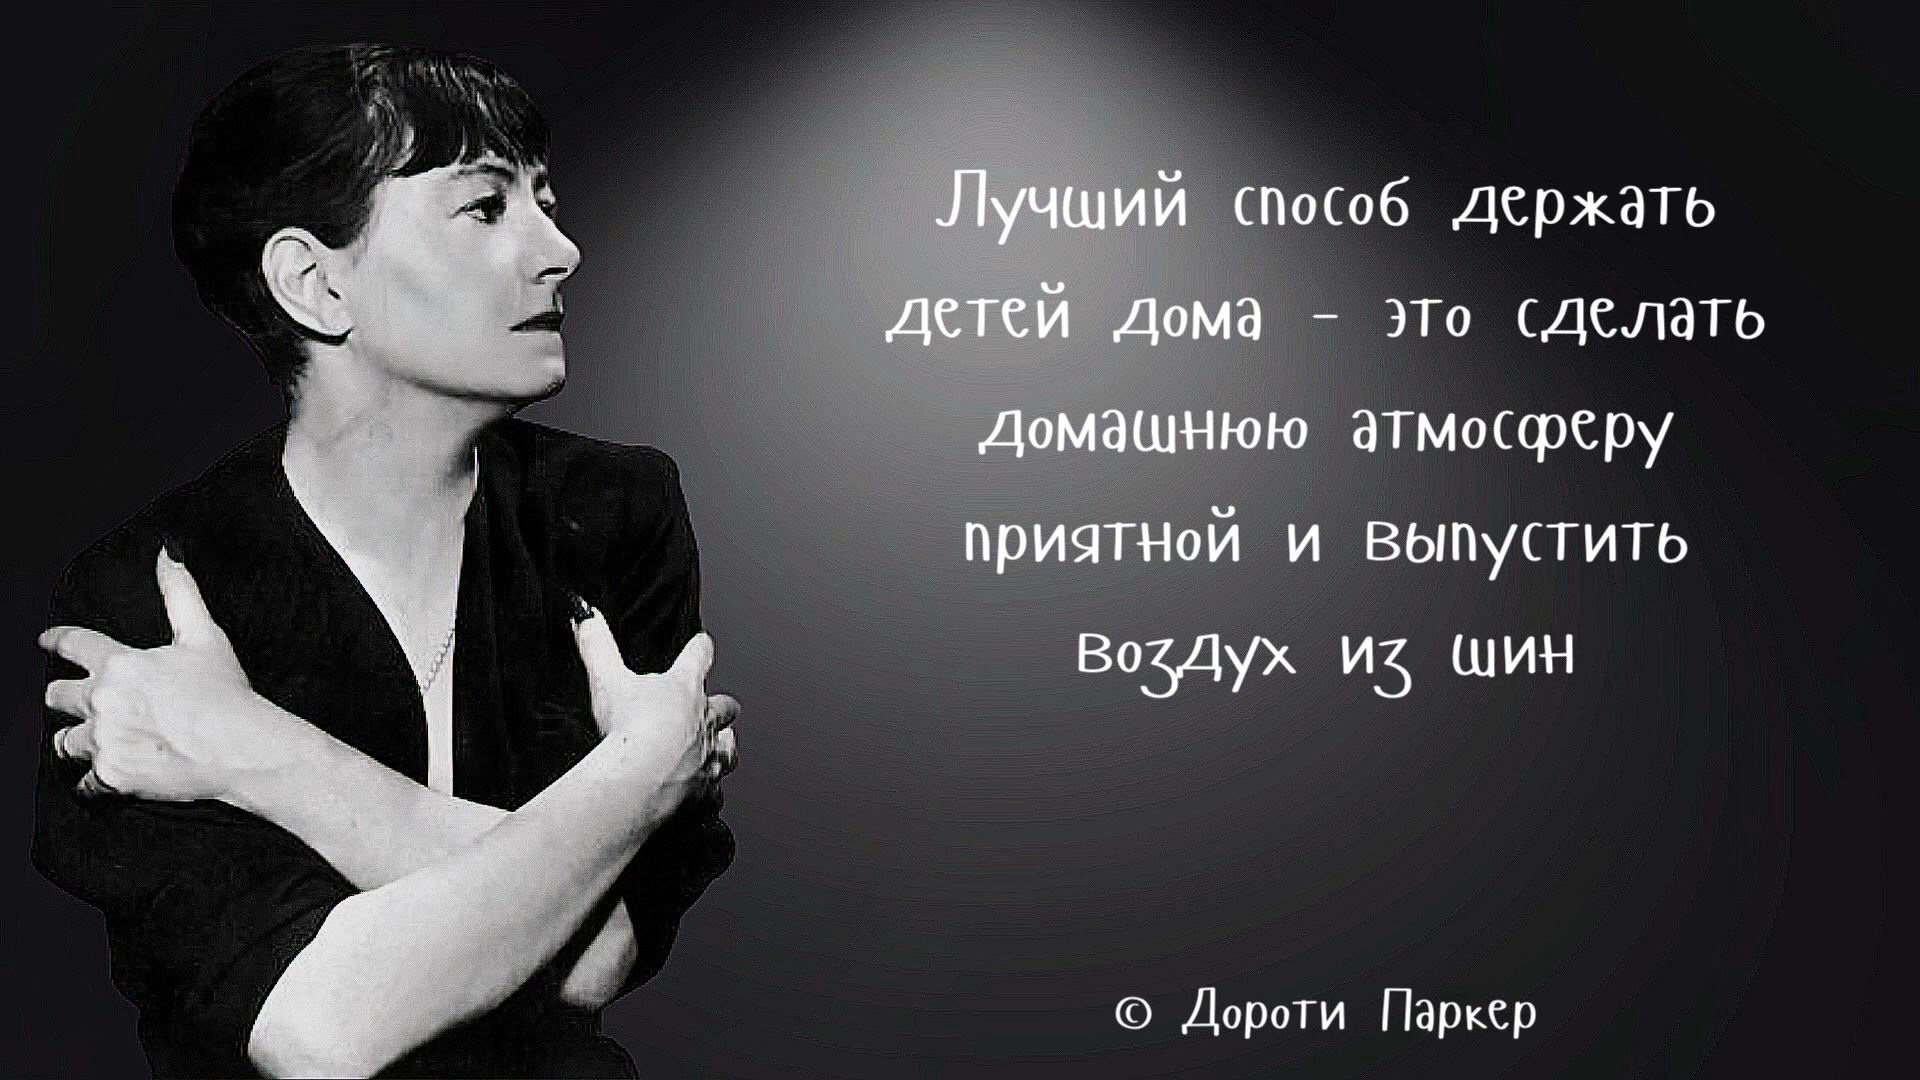 Лучший способ держать
детей дома - это сделать
домашнюю атмосферу
приятной и выпустить
воздух из шин
© Дороти Паркер